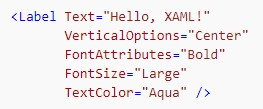 <Label Text="Hello, XAML!"
VerticalOptions="Center"
FontAttributes="Bold"
FontSize="Large"
TextColor="Aqua" />